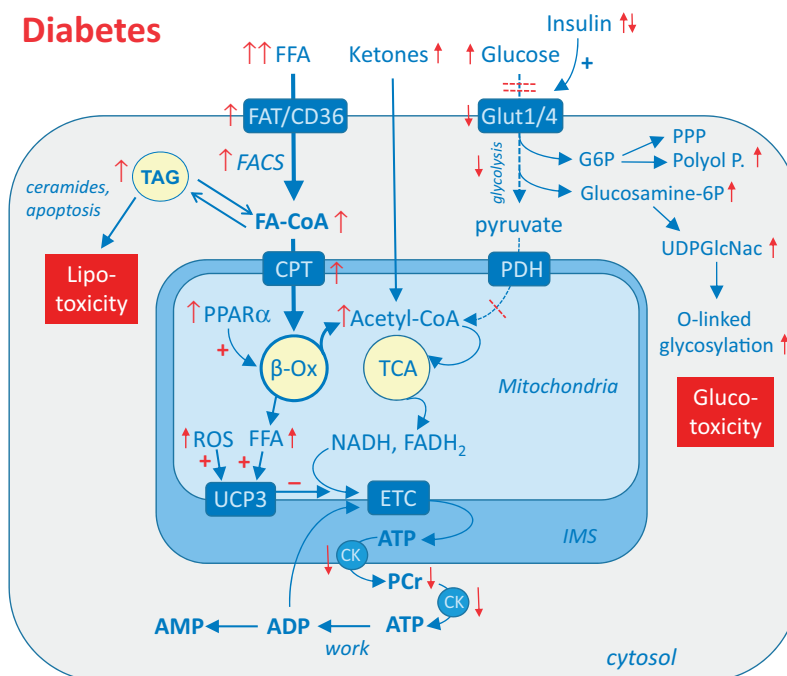 Diabetes
Insulin ↑↓
↑↑ FFA
Ketones ↑
↑ Glucose
+
↑ FAT/CD36
↓ Glut1/4
↑ FACS
↓ glycolysis
G6P
PPP
Polyol P. ↑
ceramides,
apoptosis
↑ TAG
Glucosamine-6P ↑
FA-CoA ↑
pyruvate
UDPGlcNac ↑
Lipo-
toxicity
CPT ↑
PDH
↑ PPARα
↑ Acetyl-CoA
O-linked
glycosylation ↑
+
β-Ox
TCA
Mitochondria
Gluco-
toxicity
↑ ROS
FFA ↑
NADH, FADH₂
+
+
UCP3
–
ETC
ATP
IMS
↓ CK
PCr ↓
CK ↓
AMP
ADP
ATP
work
cytosol